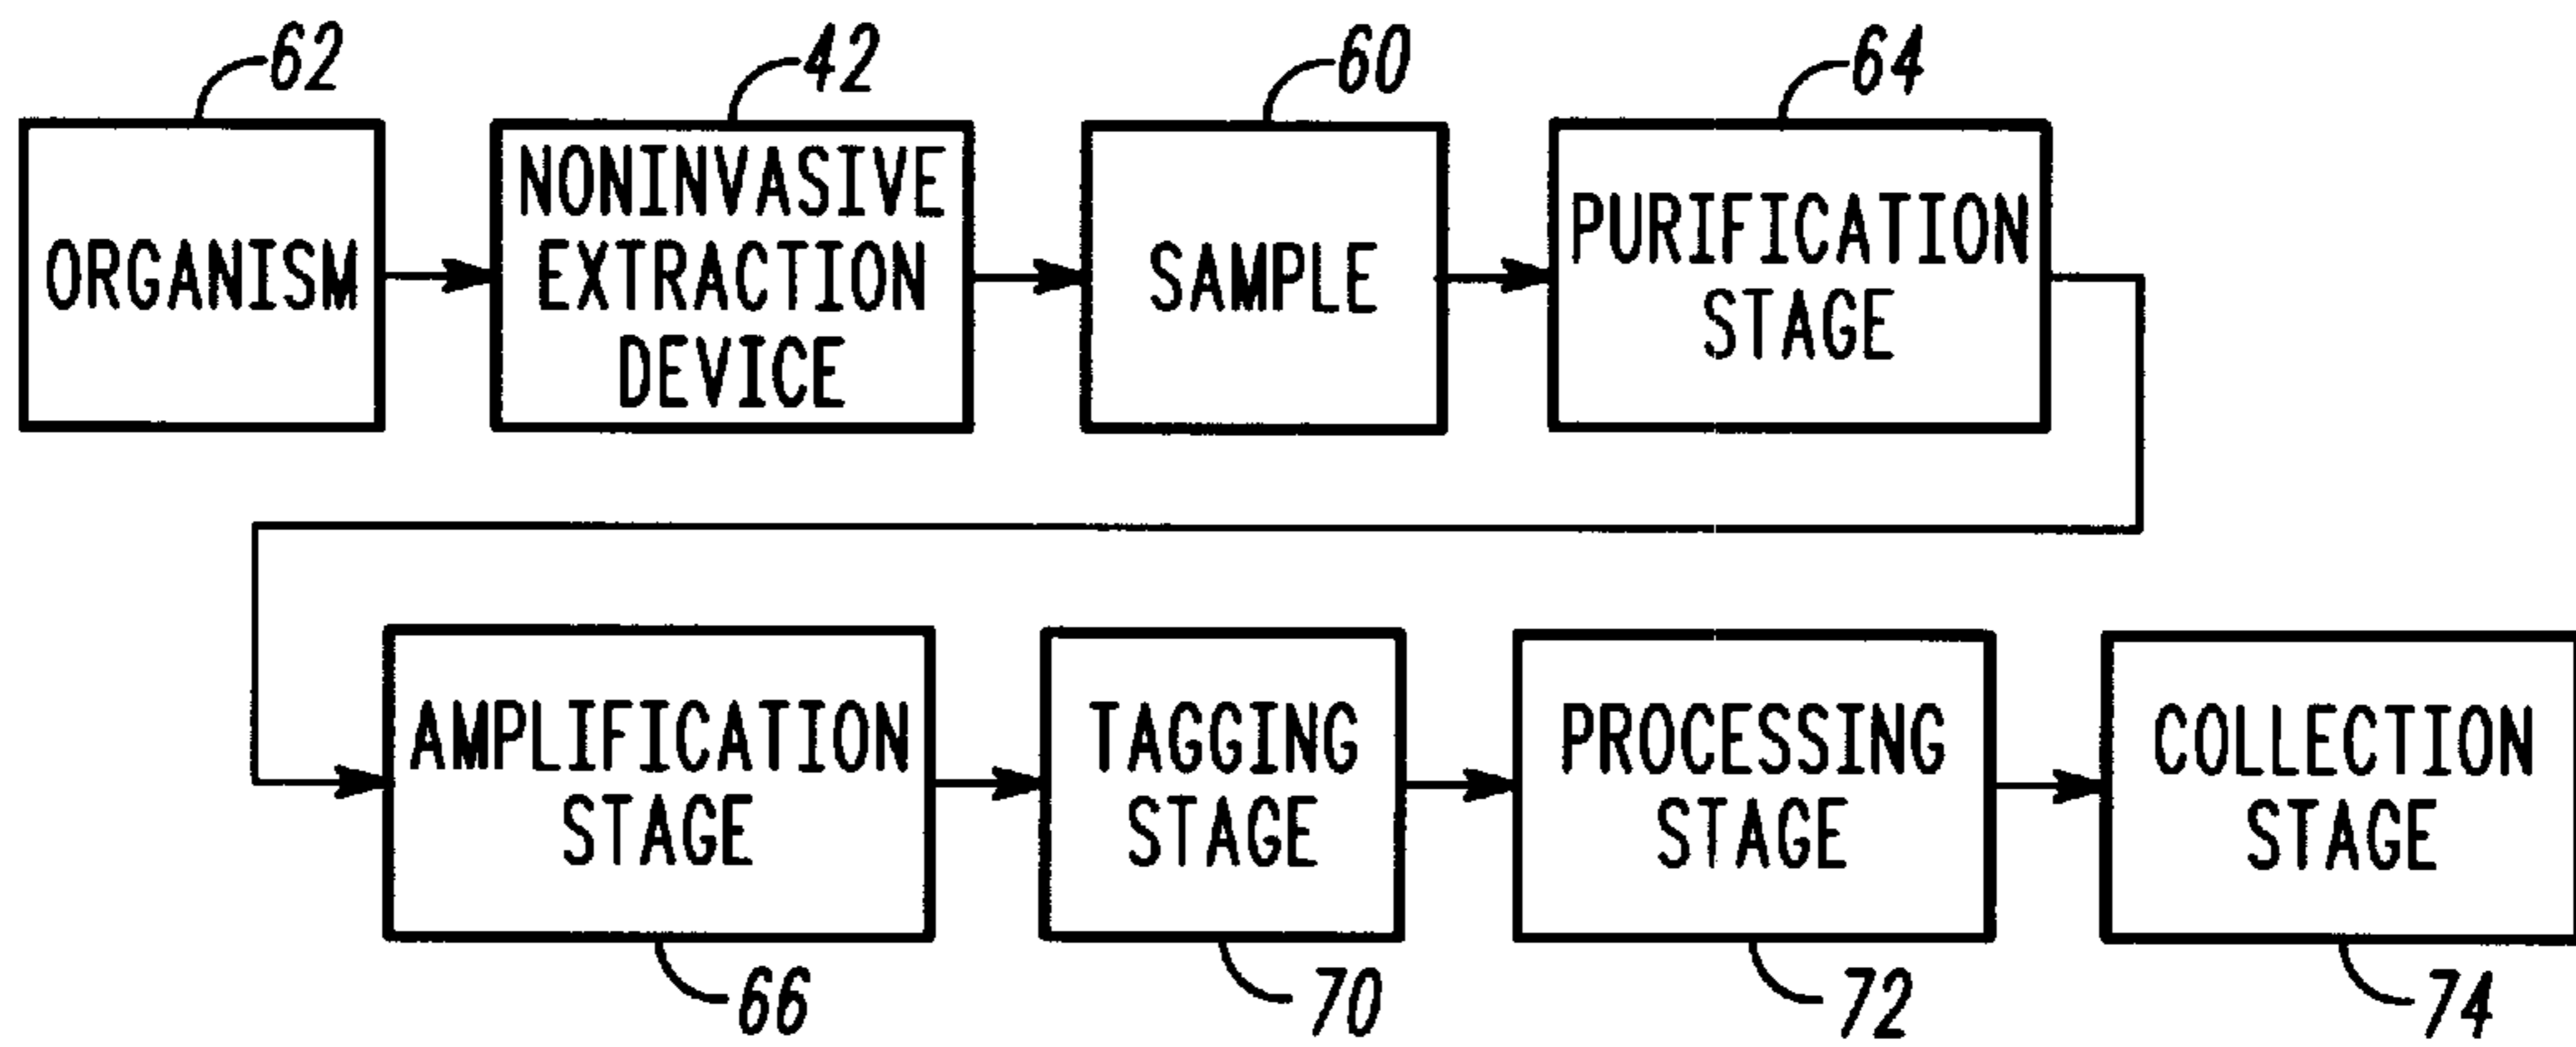 62
42
60
64
ORGANISM
NONINVASIVE
EXTRACTION
DEVICE
SAMPLE
PURIFICATION
STAGE
AMPLIFICATION
STAGE
TAGGING
STAGE
PROCESSING
STAGE
COLLECTION
STAGE
66
70
72
74